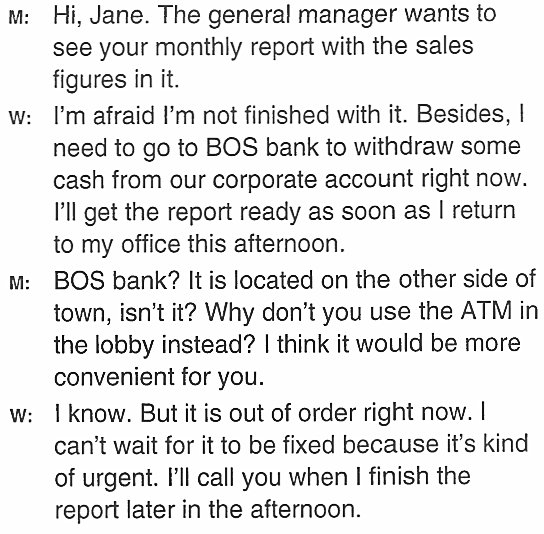 M: Hi, Jane. The general manager wants to
see your monthly report with the sales
figures in it.
W: I'm afraid I'm not finished with it. Besides, I
need to go to BOS bank to withdraw some
cash from our corporate account right now.
I'll get the report ready as soon as I return
to my office this afternoon.
M: BOS bank? It is located on the other side of
town, isn't it? Why don't you use the ATM in
the lobby instead? I think it would be more
convenient for you.
W: I know. But it is out of order right now. I
can't wait for it to be fixed because it's kind
of urgent. I'll call you when I finish the
report later in the afternoon.